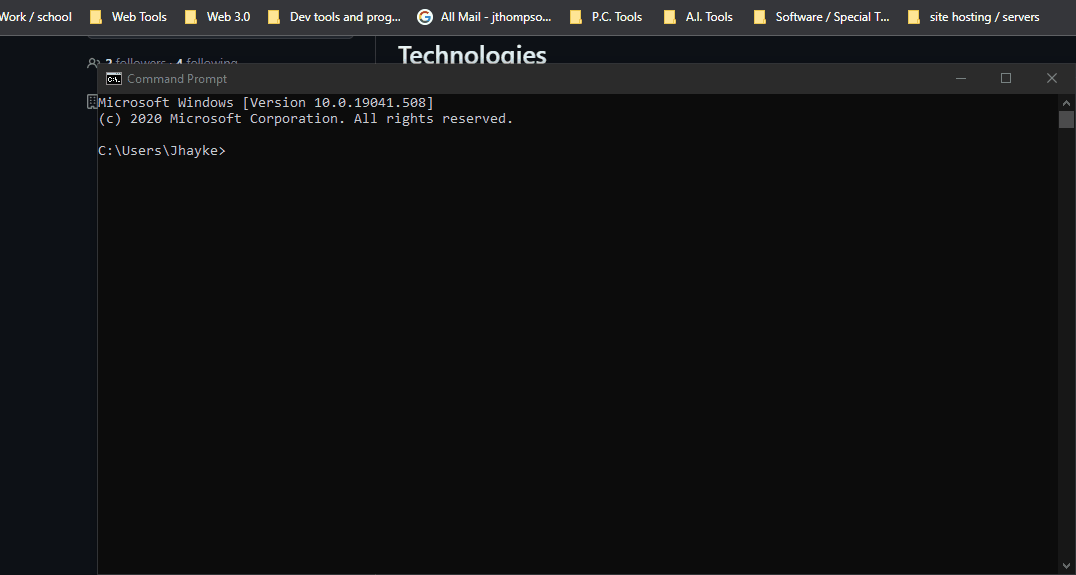 Work / school Web Tools Web 3.0 Dev tools and prog... All Mail - jthompso... P.C. Tools A.I. Tools Software / Special T... site hosting / servers
Technologies
2 followers · 4 following
Command Prompt
Microsoft Windows [Version 10.0.19041.508]
(c) 2020 Microsoft Corporation. All rights reserved.
C:\Users\Jhayke>